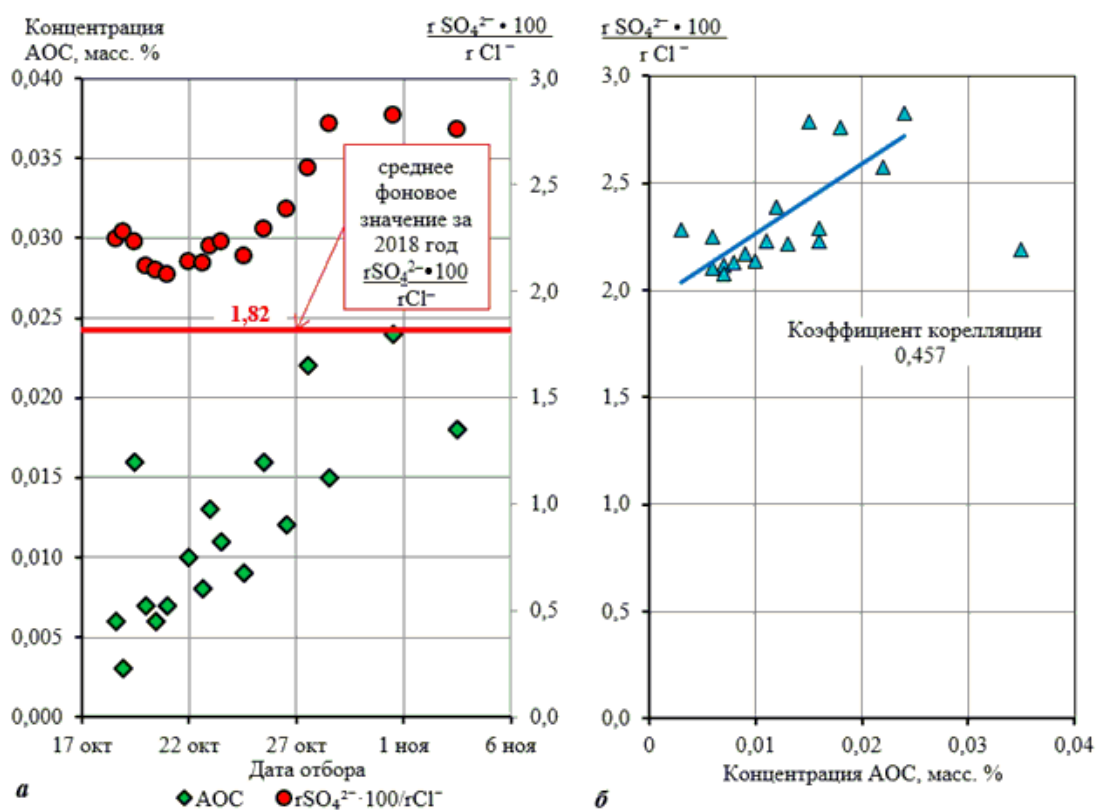 Концентрация
АОС, масс. %
r SO₄²⁻ • 100
r Cl⁻
0,040
0,035
0,030
0,025
0,020
0,015
0,010
0,005
0,000
3,0
2,5
2,0
1,5
1,0
0,5
0,0
среднее
фоновое
значение за
2018 год
rSO₄²⁻•100
rCl⁻
1,82
17 окт
22 окт
27 окт
1 ноя
6 ноя
Дата отбора
а
АОС
rSO₄²⁻·100/rCl⁻
r SO₄²⁻ • 100
r Cl⁻
3,0
2,5
2,0
1,5
1,0
0,5
0,0
Коэффициент корелляции
0,457
0
0,01
0,02
0,03
0,04
Концентрация АОС, масс. %
б